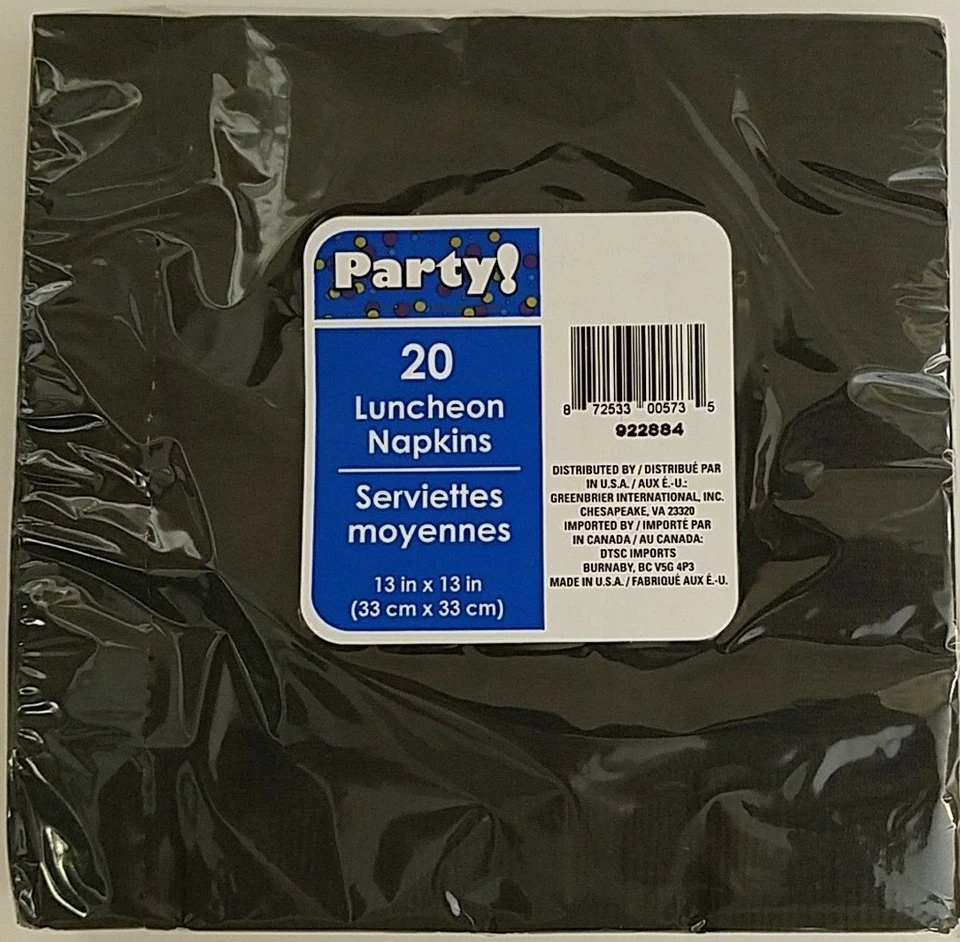 Party!
20
Luncheon
Napkins
Serviettes
moyennes
13 in x 13 in
(33 cm x 33 cm)
8 72533 00573 5
922884
DISTRIBUTED BY / DISTRIBUÉ PAR
IN U.S.A. / AUX É.-U.:
GREENBRIER INTERNATIONAL, INC.
CHESAPEAKE, VA 23320
IMPORTED BY / IMPORTÉ PAR
IN CANADA / AU CANADA:
DTSC IMPORTS
BURNABY, BC V5G 4P3
MADE IN U.S.A. / FABRIQUÉ AUX É.-U.